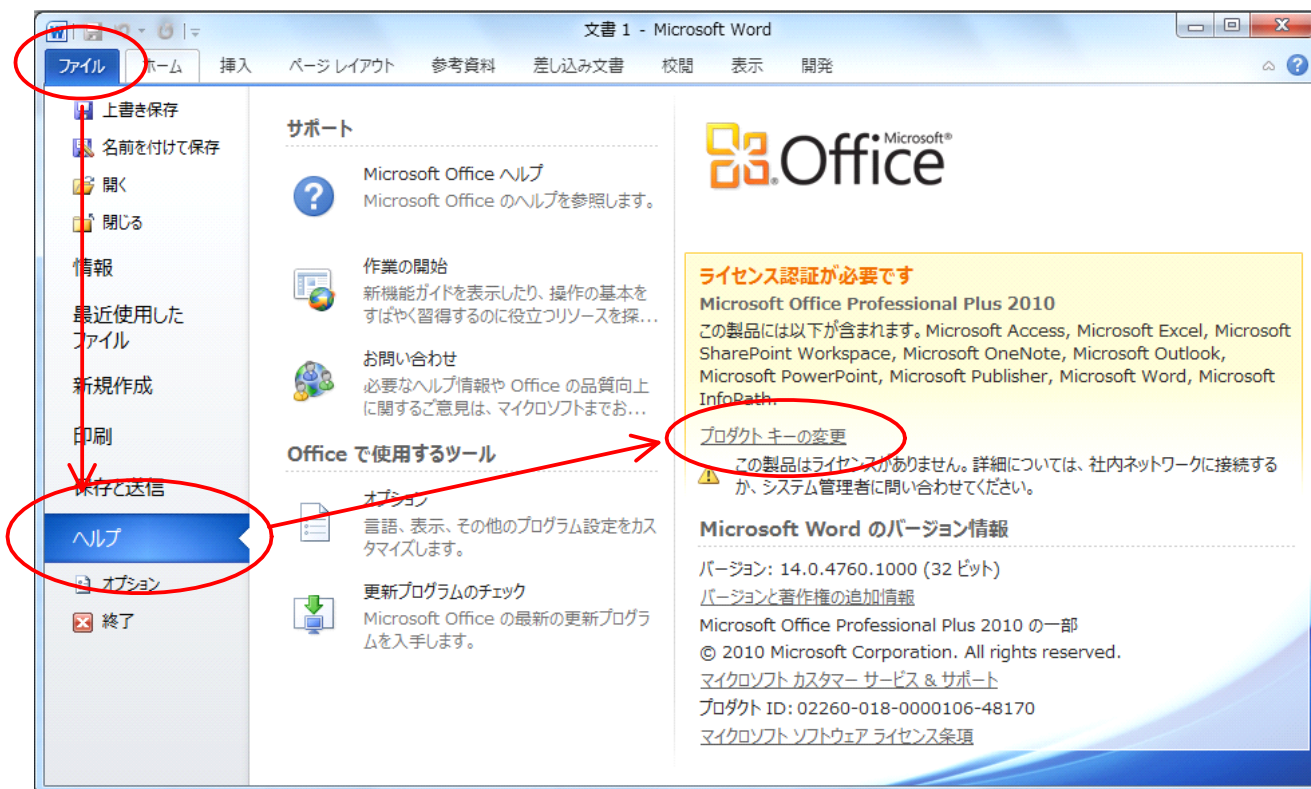 文書 1 - Microsoft Word
ファイル ホーム 挿入 ページ レイアウト 参考資料 差し込み文書 校閲 表示 開発
上書き保存
名前を付けて保存
開く
閉じる
情報
最近使用した
ファイル
新規作成
印刷
保存と送信
ヘルプ
オプション
終了
サポート
Microsoft Office ヘルプ
Microsoft Office のヘルプを参照します。
作業の開始
新機能ガイドを表示したり、操作の基本を
すばやく習得するのに役立つリソースを探...
お問い合わせ
必要なヘルプ情報や Office の品質向上
に関するご意見は、マイクロソフトまでお...
Office で使用するツール
オプション
言語、表示、その他のプログラム設定をカス
タマイズします。
更新プログラムのチェック
Microsoft Office の最新の更新プログラ
ムを入手します。
Microsoft®
Office
ライセンス認証が必要です
Microsoft Office Professional Plus 2010
この製品には以下が含まれます。Microsoft Access, Microsoft Excel, Microsoft
SharePoint Workspace, Microsoft OneNote, Microsoft Outlook,
Microsoft PowerPoint, Microsoft Publisher, Microsoft Word, Microsoft
InfoPath.
プロダクト キーの変更
この製品はライセンスがありません。詳細については、社内ネットワークに接続する
か、システム管理者に問い合わせてください。
Microsoft Word のバージョン情報
バージョン: 14.0.4760.1000 (32 ビット)
バージョンと著作権の追加情報
Microsoft Office Professional Plus 2010 の一部
© 2010 Microsoft Corporation. All rights reserved.
マイクロソフト カスタマー サービス & サポート
プロダクト ID: 02260-018-0000106-48170
マイクロソフト ソフトウェア ライセンス条項